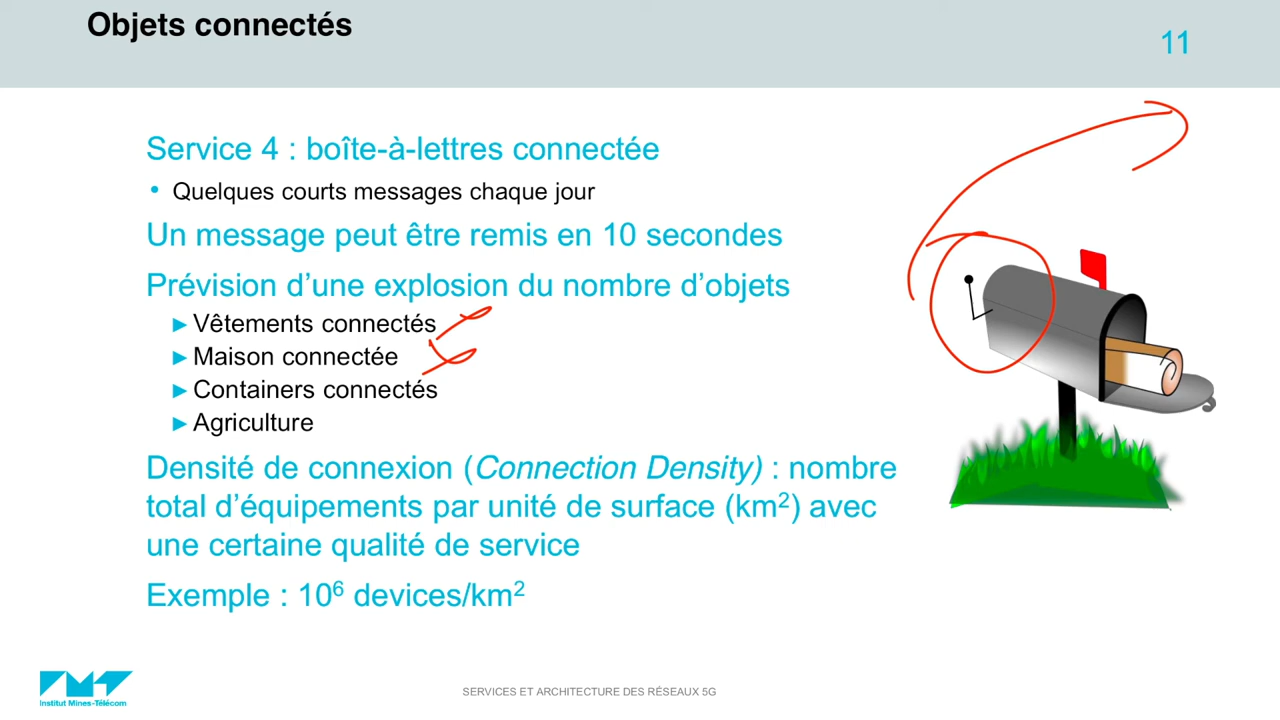 Objets connectés
11
Service 4 : boîte-à-lettres connectée
• Quelques courts messages chaque jour
Un message peut être remis en 10 secondes
Prévision d’une explosion du nombre d’objets
►Vêtements connectés
►Maison connectée
►Containers connectés
►Agriculture
Densité de connexion (Connection Density) : nombre
total d’équipements par unité de surface (km²) avec
une certaine qualité de service
Exemple : 10⁶ devices/km²
Institut Mines-Télécom
SERVICES ET ARCHITECTURE DES RÉSEAUX 5G